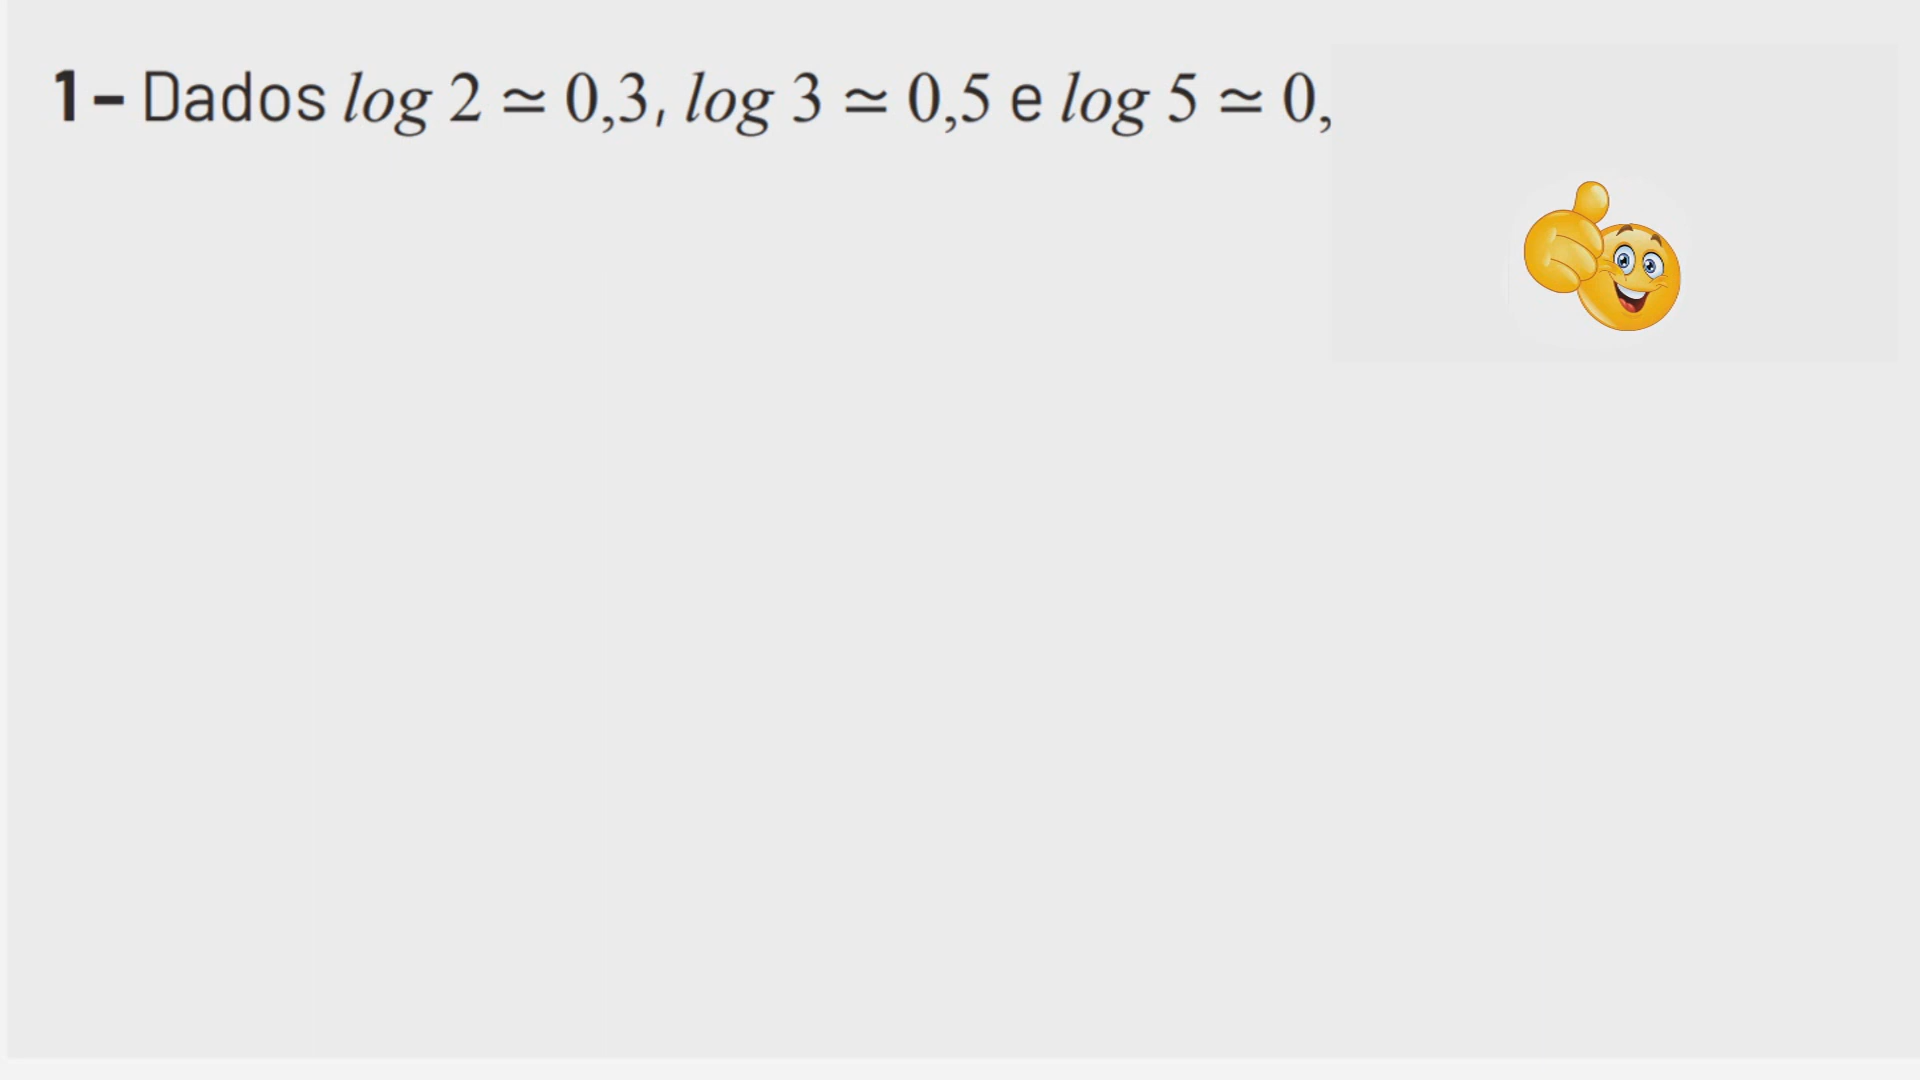 1 – Dados log 2 ≃ 0,3, log 3 ≃ 0,5 e log 5 ≃ 0,